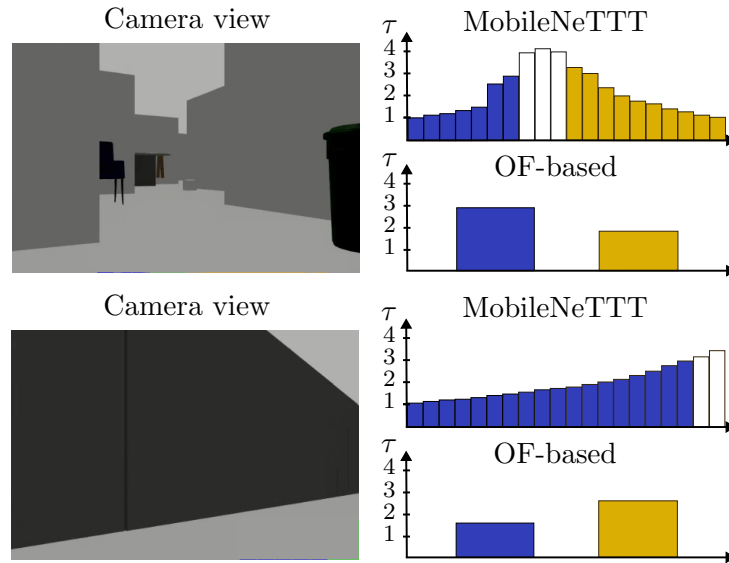 Camera view
MobileNeTTT
τ
4
3
2
1
OF-based
τ
4
3
2
1
Camera view
MobileNeTTT
τ
4
3
2
1
OF-based
τ
4
3
2
1